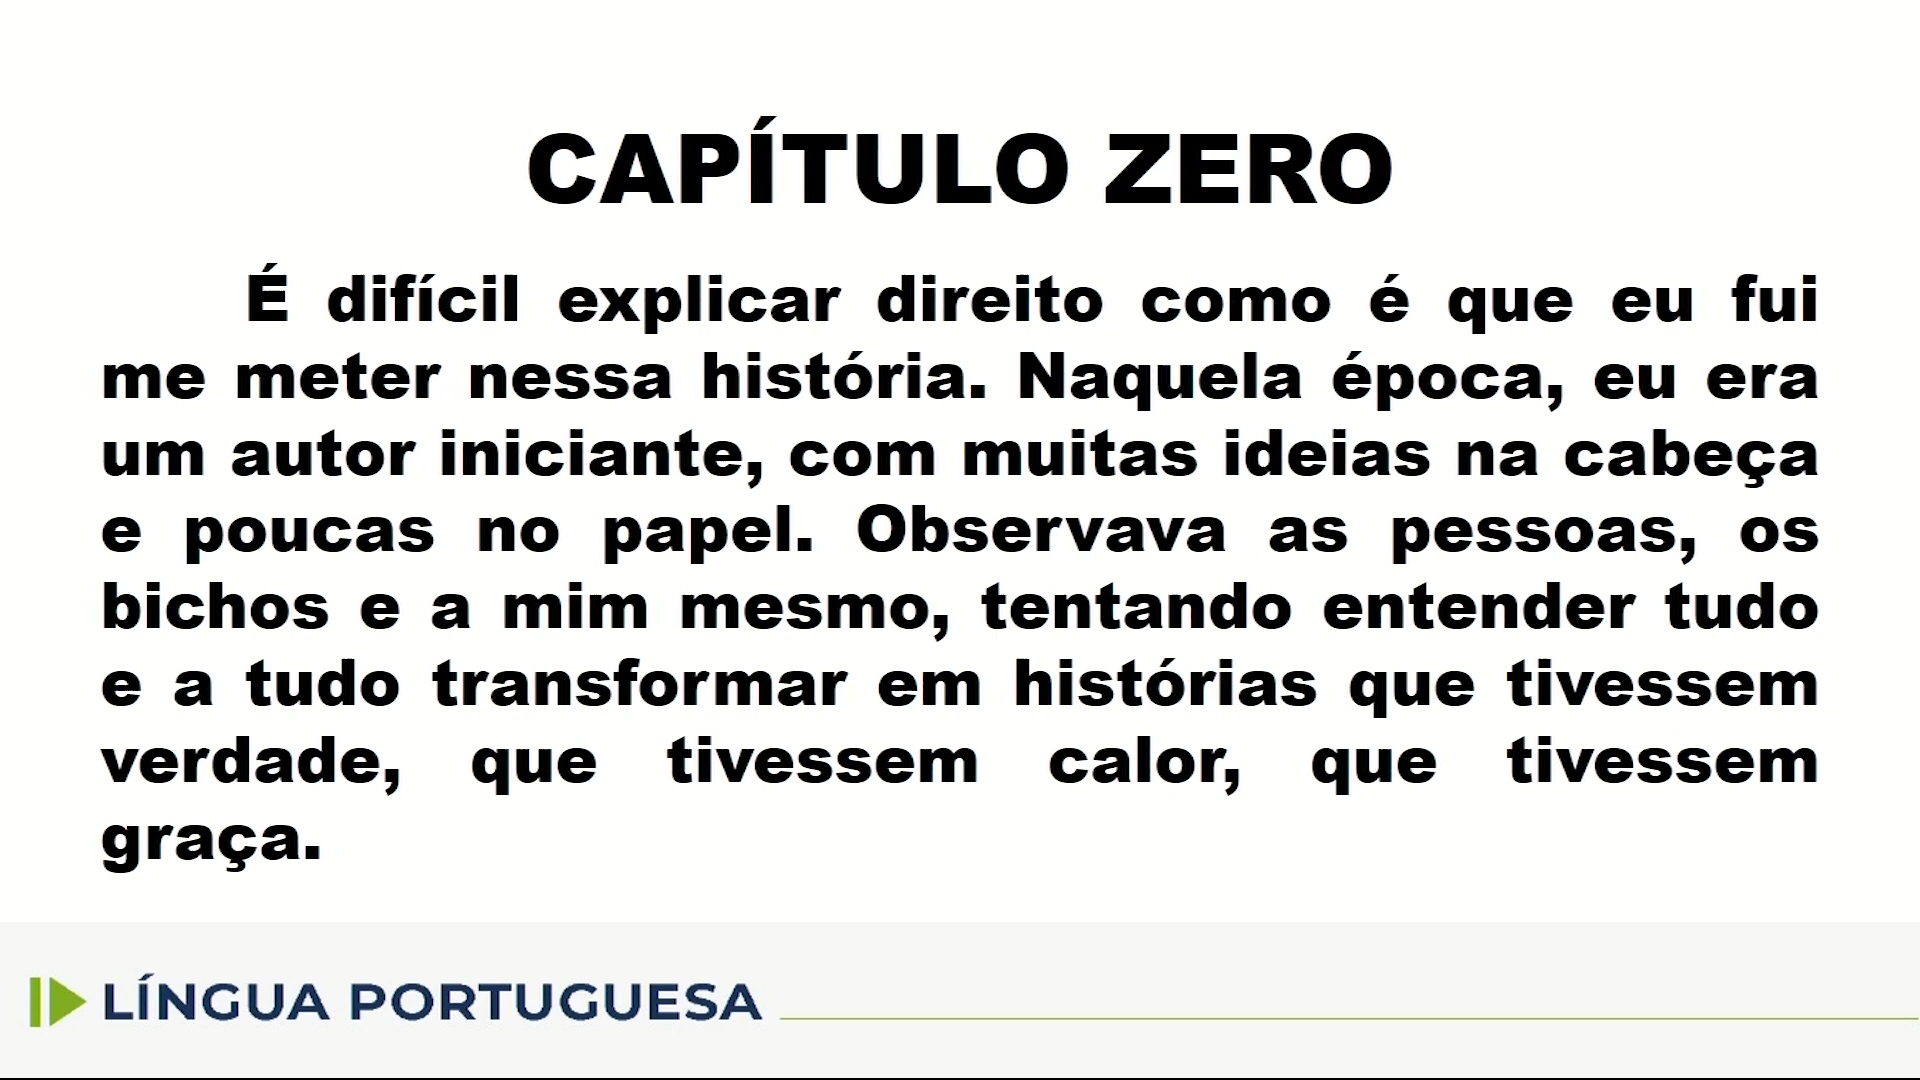 CAPÍTULO ZERO
É difícil explicar direito como é que eu fui
me meter nessa história. Naquela época, eu era
um autor iniciante, com muitas ideias na cabeça
e poucas no papel. Observava as pessoas, os
bichos e a mim mesmo, tentando entender tudo
e a tudo transformar em histórias que tivessem
verdade, que tivessem calor, que tivessem
graça.
LÍNGUA PORTUGUESA